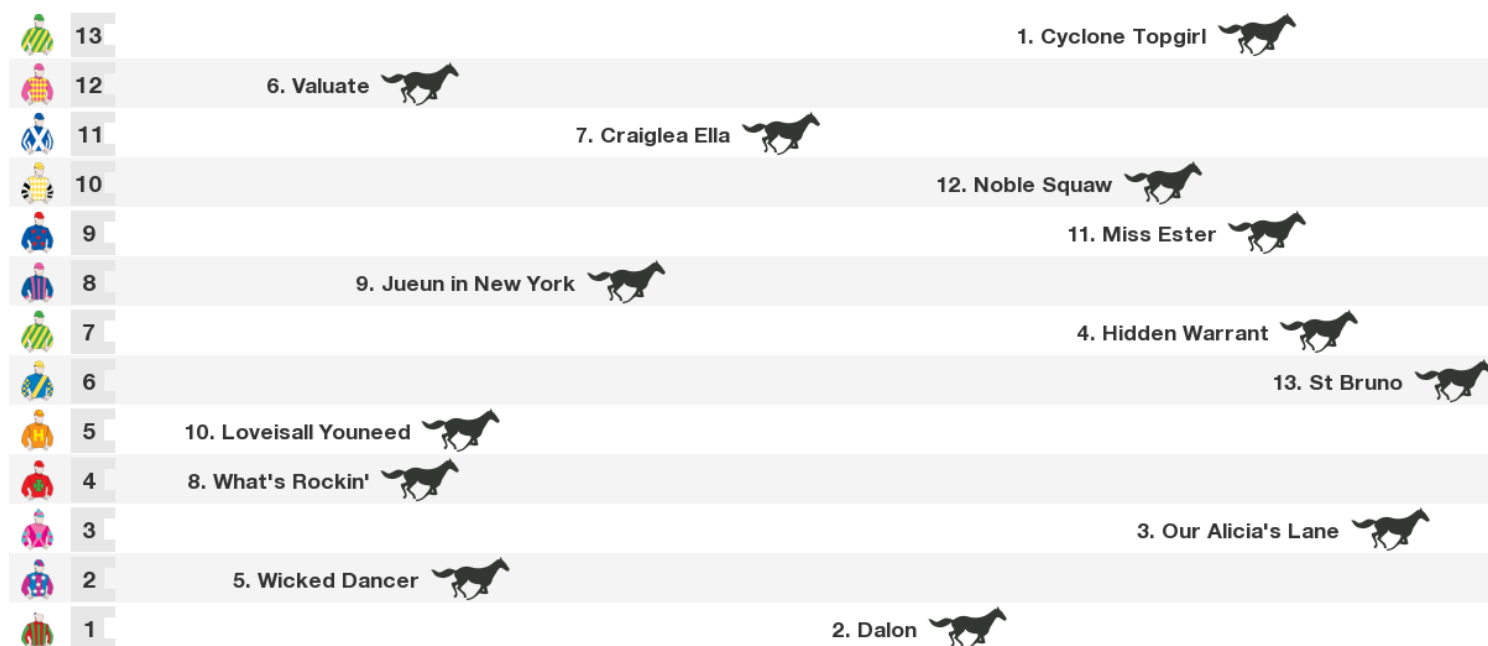 13 1. Cyclone Topgirl
12 6. Valuate
11 7. Craiglea Ella
10 12. Noble Squaw
9 11. Miss Ester
8 9. Jueun in New York
7 4. Hidden Warrant
6 13. St Bruno
H 5 10. Loveisall Youneed
4 8. What's Rockin'
3 3. Our Alicia's Lane
2 5. Wicked Dancer
1 2. Dalon